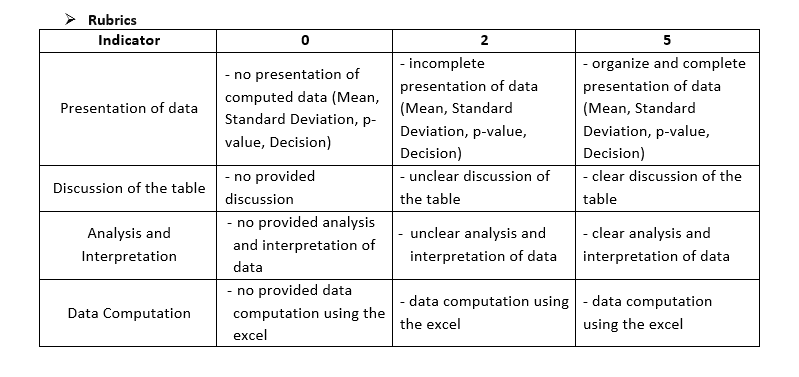 ➢ Rubrics
Indicator 0 2 5
Presentation of data
- no presentation of
computed data (Mean,
Standard Deviation, p-
value, Decision)
- incomplete
presentation of data
(Mean, Standard
Deviation, p-value,
Decision)
- organize and complete
presentation of data
(Mean, Standard
Deviation, p-value,
Decision)
Discussion of the table
- no provided
discussion
- unclear discussion of
the table
- clear discussion of the
table
Analysis and
Interpretation
- no provided analysis
and interpretation of
data
- unclear analysis and
interpretation of data
- clear analysis and
interpretation of data
Data Computation
- no provided data
computation using the
excel
- data computation using
the excel
- data computation
using the excel